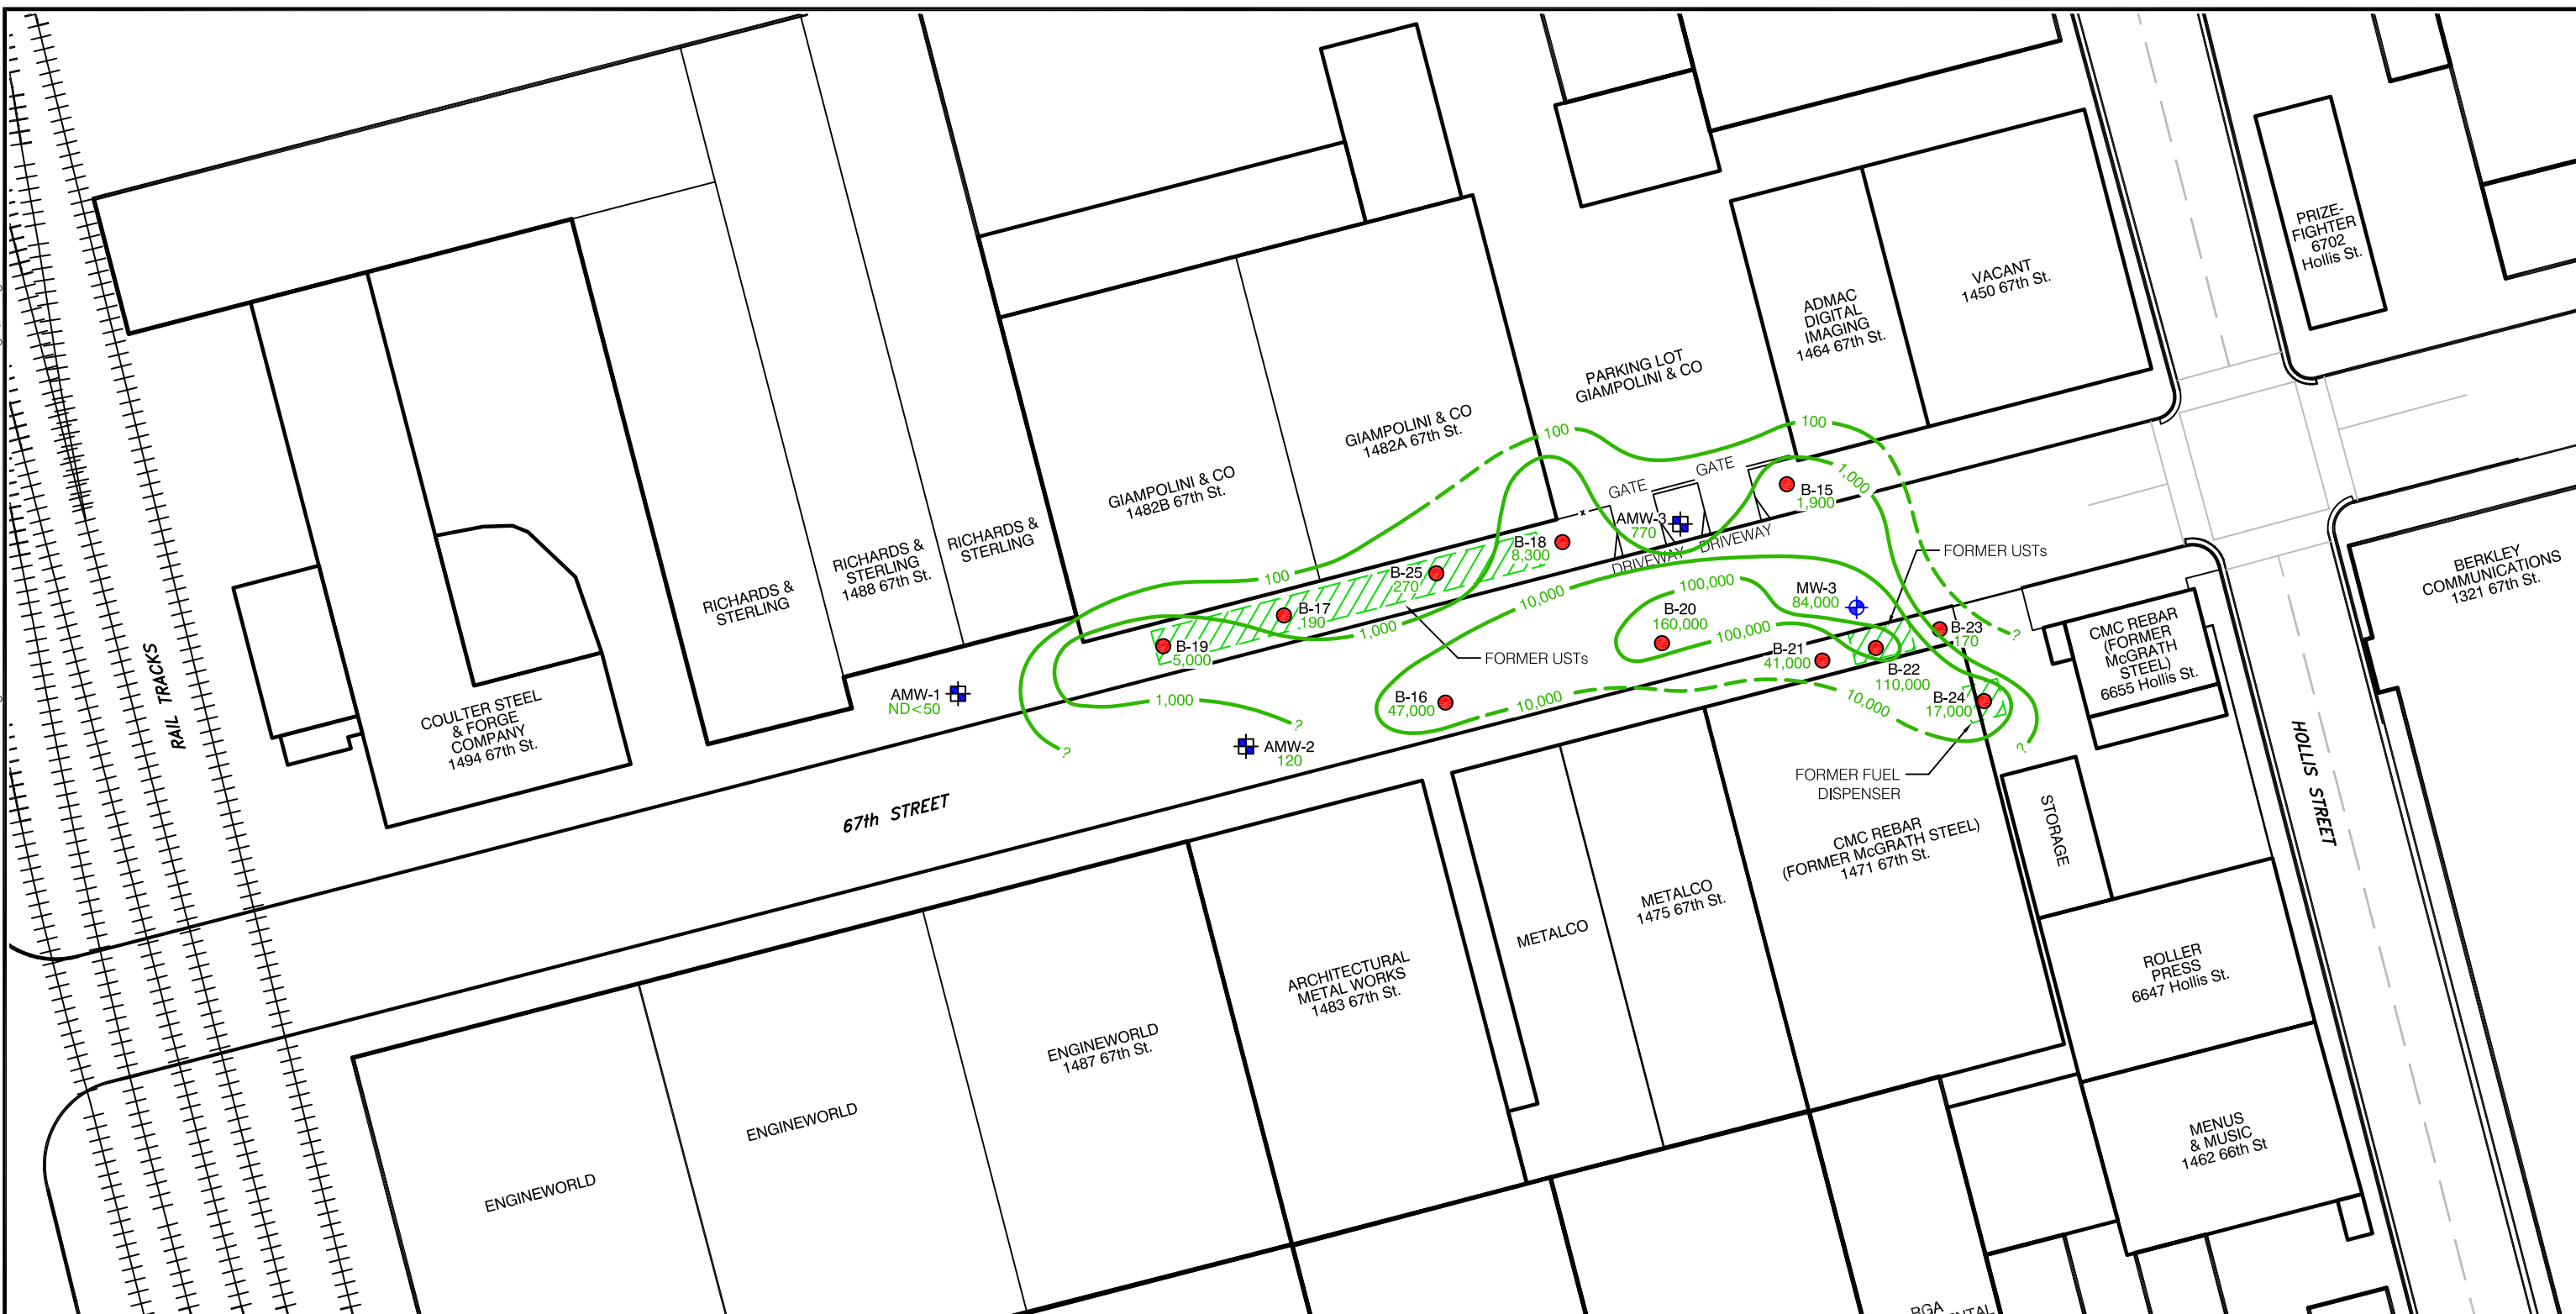 PRIZE-
FIGHTER
6702
Hollis St.
VACANT
1450 67th St.
ADMAC
DIGITAL
IMAGING
1464 67th St.
PARKING LOT
GIAMPOLINI & CO
GIAMPOLINI & CO
1482A 67th St.
GIAMPOLINI & CO
1482B 67th St.
RICHARDS &
STERLING
RICHARDS &
STERLING
1488 67th St.
RICHARDS &
STERLING
COULTER STEEL
& FORGE
COMPANY
1494 67th St.
RAIL TRACKS
100
100
100
1,000
GATE
GATE
B-15
1,900
AMW-3
770
DRIVEWAY
DRIVEWAY
B-18
8,300
B-25
270
B-17
190
B-19
5,000
1,000
FORMER USTs
FORMER USTs
10,000
100,000
MW-3
84,000
B-20
160,000
100,000
B-21
41,000
B-22
110,000
B-23
170
?
B-24
17,000
B-16
47,000
10,000
10,000
?
AMW-1
ND<50
1,000
?
?
AMW-2
120
FORMER FUEL
DISPENSER
67th STREET
HOLLIS STREET
BERKLEY
COMMUNICATIONS
1321 67th St.
CMC REBAR
(FORMER
McGRATH
STEEL)
6655 Hollis St.
STORAGE
CMC REBAR
(FORMER McGRATH STEEL)
1471 67th St.
METALCO
1475 67th St.
METALCO
ARCHITECTURAL
METAL WORKS
1483 67th St.
ENGINEWORLD
1487 67th St.
ENGINEWORLD
ENGINEWORLD
ROLLER
PRESS
6647 Hollis St.
MENUS
& MUSIC
1462 66th St